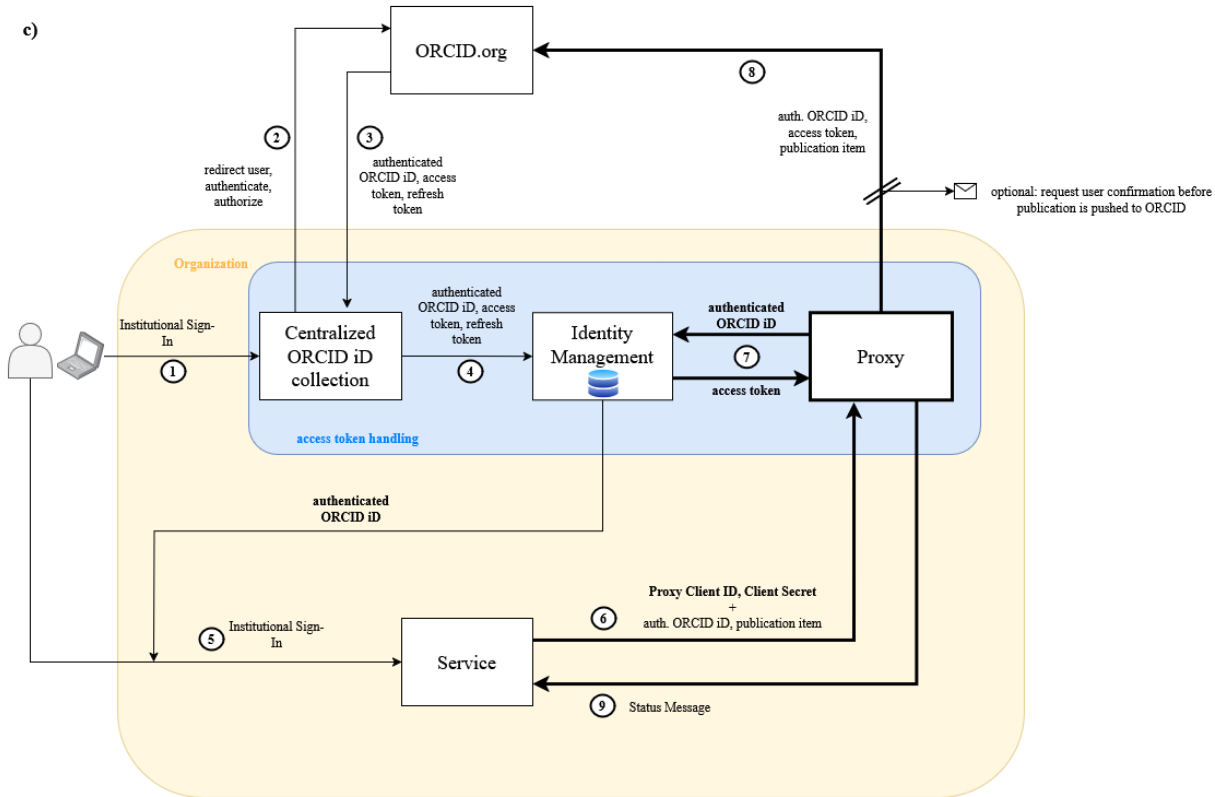 c)
ORCID.org
8
2
3
auth. ORCID iD,
access token,
publication item
redirect user,
authenticate,
authorize
authenticated
ORCID iD, access
token, refresh
token
optional: request user confirmation before
publication is pushed to ORCID
Organization
authenticated
ORCID iD, access
token, refresh
token
authenticated
ORCID iD
Institutional Sign-
In
1
Centralized
ORCID iD
collection
4
Identity
Management
7
Proxy
access token
access token handling
authenticated
ORCID iD
Proxy Client ID, Client Secret
+
auth. ORCID iD, publication item
6
5
Institutional Sign-
In
Service
9
Status Message